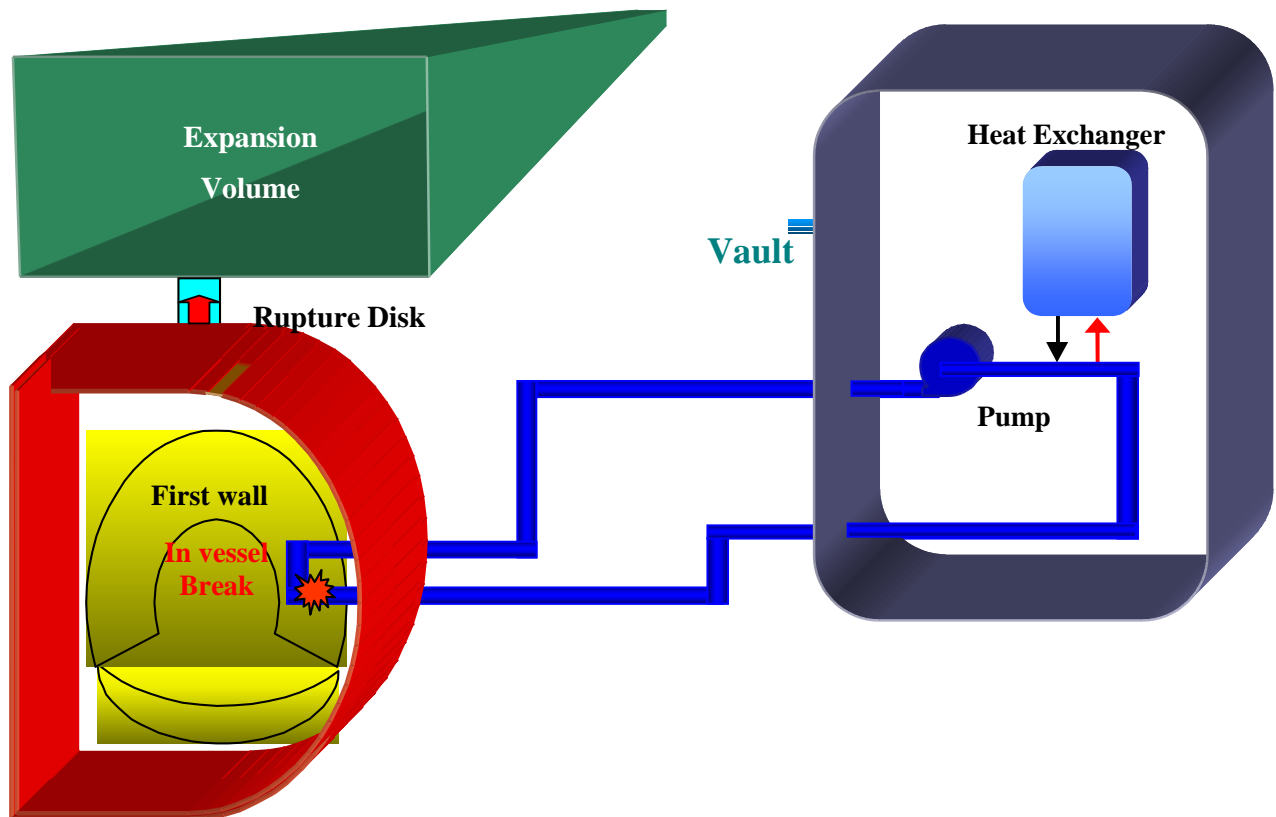 Expansion
Volume
Heat Exchanger
Vault
Rupture Disk
Pump
First wall
In vessel
Break